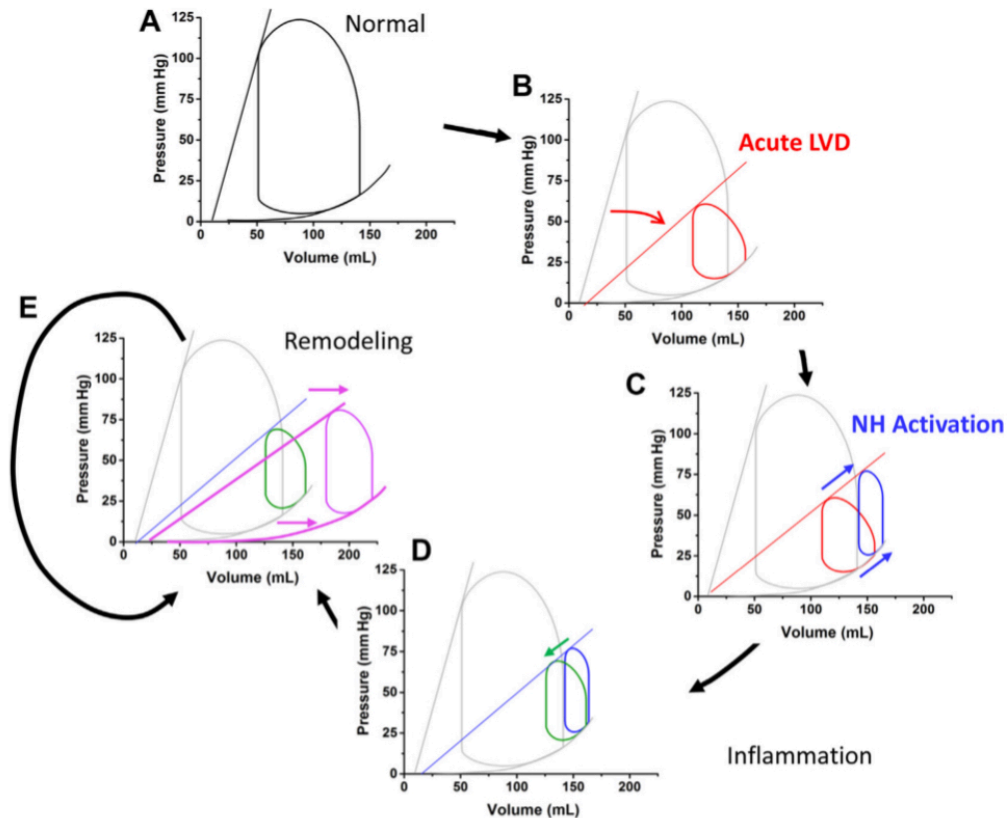 A
Normal
125
100
75
50
25
0
Pressure (mm Hg)
0 50 100 150 200
Volume (mL)
B
Acute LVD
125
100
75
50
25
0
Pressure (mm Hg)
0 50 100 150 200
Volume (mL)
E
Remodeling
125
100
75
50
25
0
Pressure (mm Hg)
0 50 100 150 200
Volume (mL)
C
NH Activation
125
100
75
50
25
0
Pressure (mm Hg)
0 50 100 150 200
Volume (mL)
D
125
100
75
50
25
0
Pressure (mm Hg)
0 50 100 150 200
Volume (mL)
Inflammation